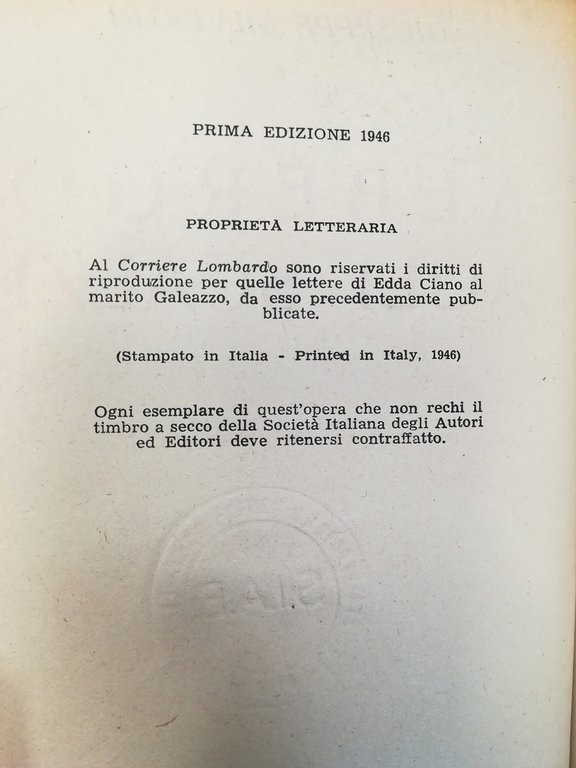 PRIMA EDIZIONE 1946
PROPRIETÀ LETTERARIA
Al Corriere Lombardo sono riservati i diritti di
riproduzione per quelle lettere di Edda Ciano al
marito Galeazzo, da esso precedentemente pub-
blicate.
(Stampato in Italia - Printed in Italy, 1946)
Ogni esemplare di quest'opera che non rechi il
timbro a secco della Società Italiana degli Autori
ed Editori deve ritenersi contraffatto.
S.I.A.E